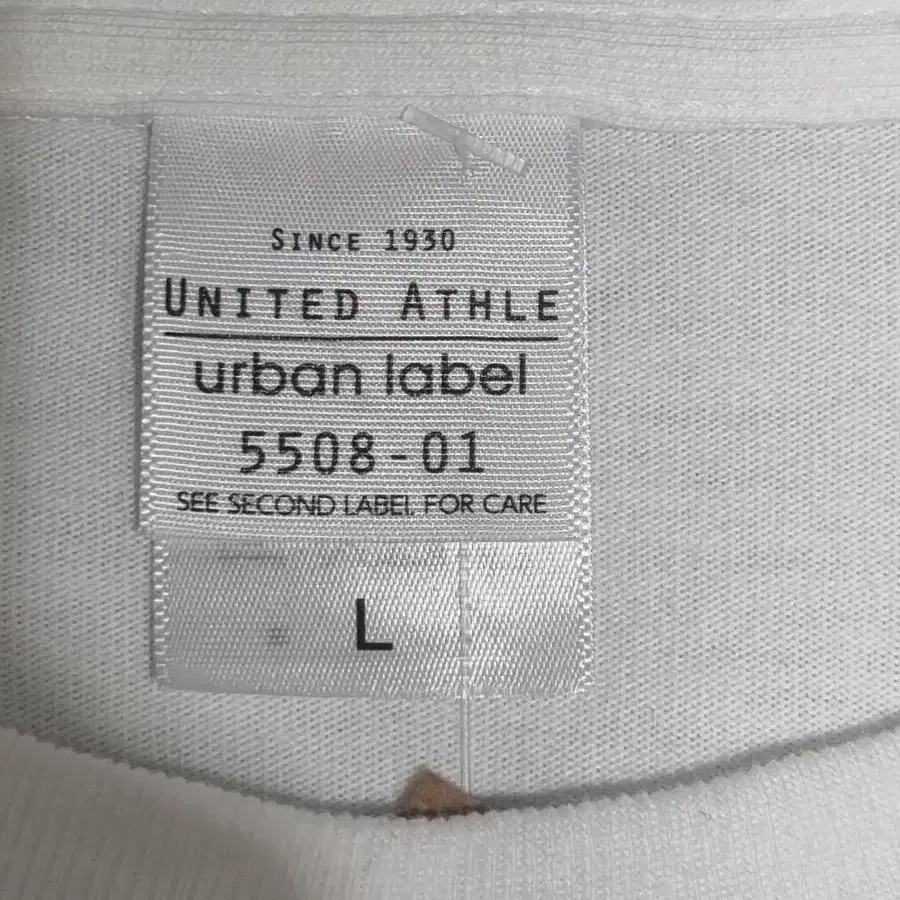 SINCE 1930
UNITED ATHLE
urban label
5508-01
SEE SECOND LABEL FOR CARE
L